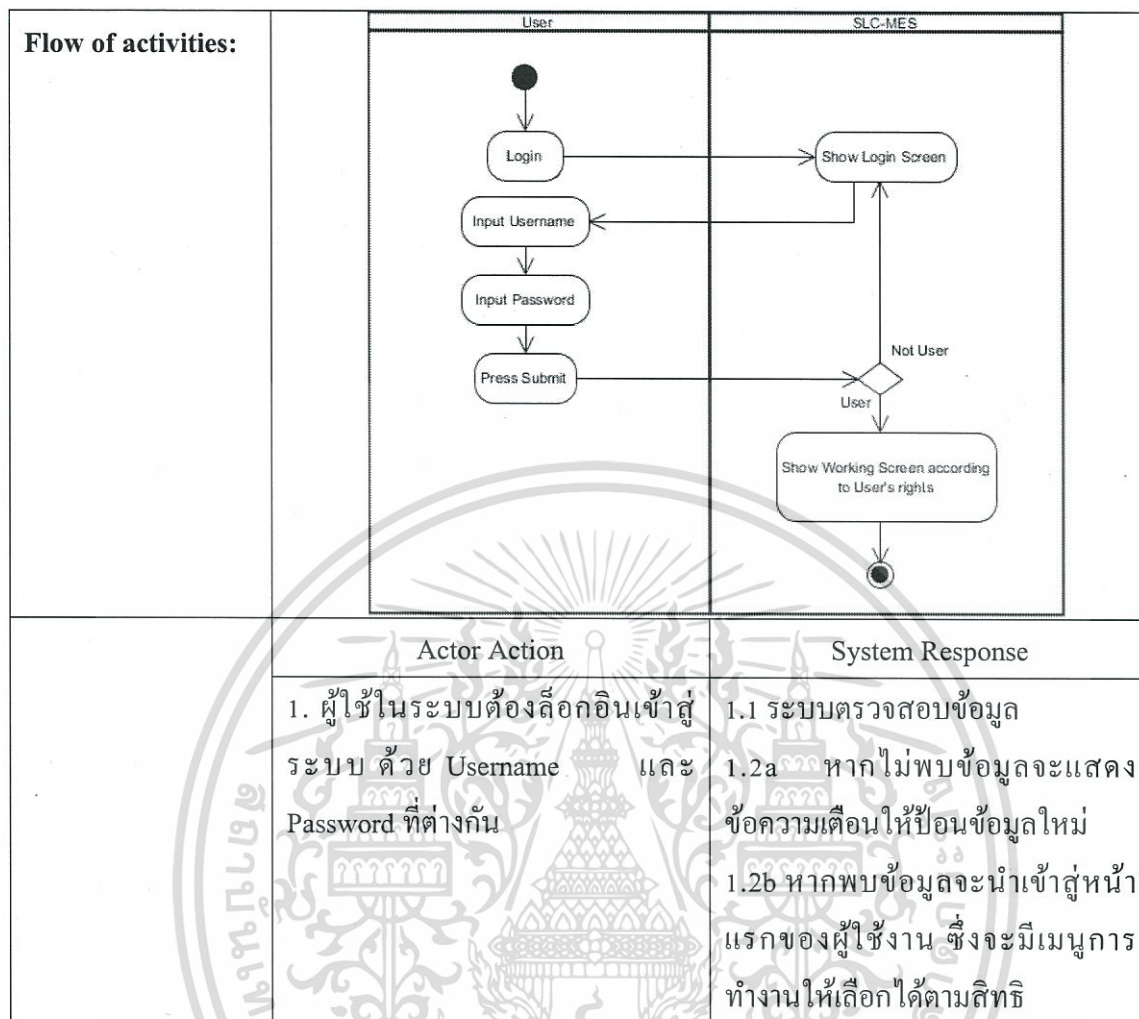 Flow of activities:
User
SLC-MES
Login
Show Login Screen
Input Username
Input Password
Press Submit
Not User
User
Show Working Screen according
to User's rights
Actor Action
System Response
1. ผู้ใช้ในระบบต้องล็อกอินเข้าสู่
ระบบ ด้วย Username และ
Password ที่ต่างกัน
1.1 ระบบตรวจสอบข้อมูล
1.2a หากไม่พบข้อมูลจะแสดง
ข้อความเตือนให้ป้อนข้อมูลใหม่
1.2b หากพบข้อมูลจะนำเข้าสู่หน้า
แรกของผู้ใช้งาน ซึ่งจะมีเมนูการ
ทำงานให้เลือกได้ตามสิทธิ